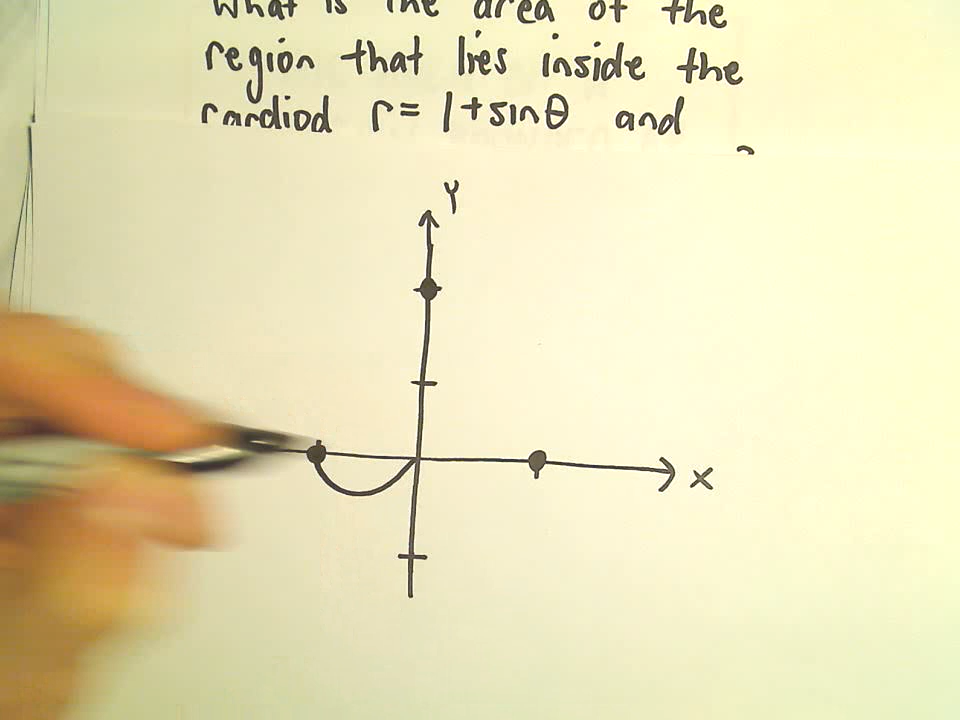 What is the area of the
region that lies inside the
cardiod r = 1 + sin θ and
Y
X